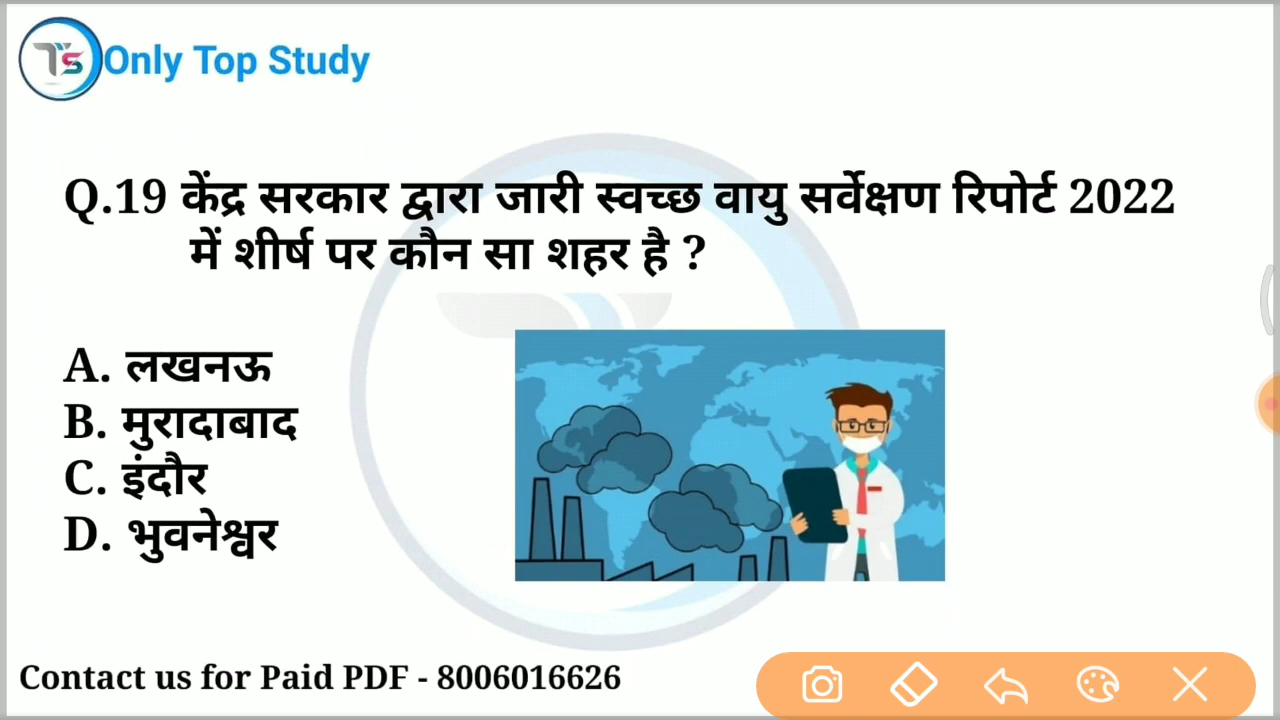 TS Only Top Study
Q.19 केंद्र सरकार द्वारा जारी स्वच्छ वायु सर्वेक्षण रिपोर्ट 2022
में शीर्ष पर कौन सा शहर है ?
A. लखनऊ
B. मुरादाबाद
C. इंदौर
D. भुवनेश्वर
Contact us for Paid PDF - 8006016626